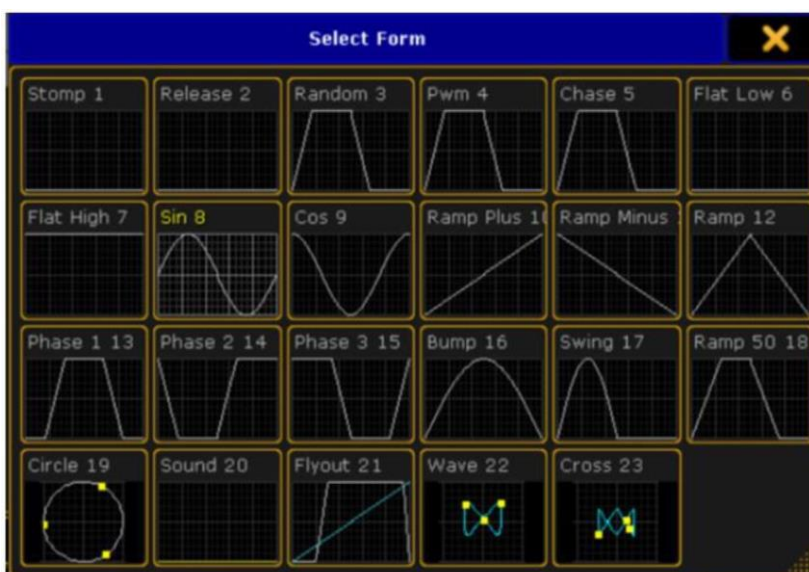 Select Form
Stomp 1
Release 2
Random 3
Pwm 4
Chase 5
Flat Low 6
Flat High 7
Sin 8
Cos 9
Ramp Plus 10
Ramp Minus
Ramp 12
Phase 1 13
Phase 2 14
Phase 3 15
Bump 16
Swing 17
Ramp 50 18
Circle 19
Sound 20
Flyout 21
Wave 22
Cross 23